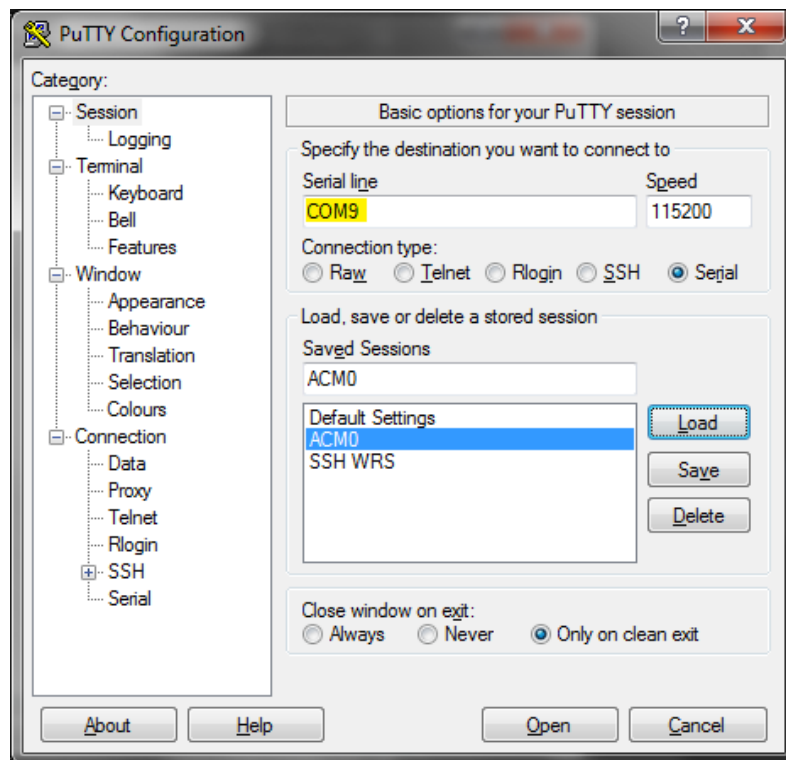 PuTTY Configuration
?
X
Category:
Session
Logging
Terminal
Keyboard
Bell
Features
Window
Appearance
Behaviour
Translation
Selection
Colours
Connection
Data
Proxy
Telnet
Rlogin
SSH
Serial
Basic options for your PuTTY session
Specify the destination you want to connect to
Serial line Speed
COM9 115200
Connection type:
Raw Telnet Rlogin SSH Serial
Load, save or delete a stored session
Saved Sessions
ACM0
Default Settings
ACM0
SSH WRS
Load
Save
Delete
Close window on exit:
Always Never Only on clean exit
About Help Open Cancel